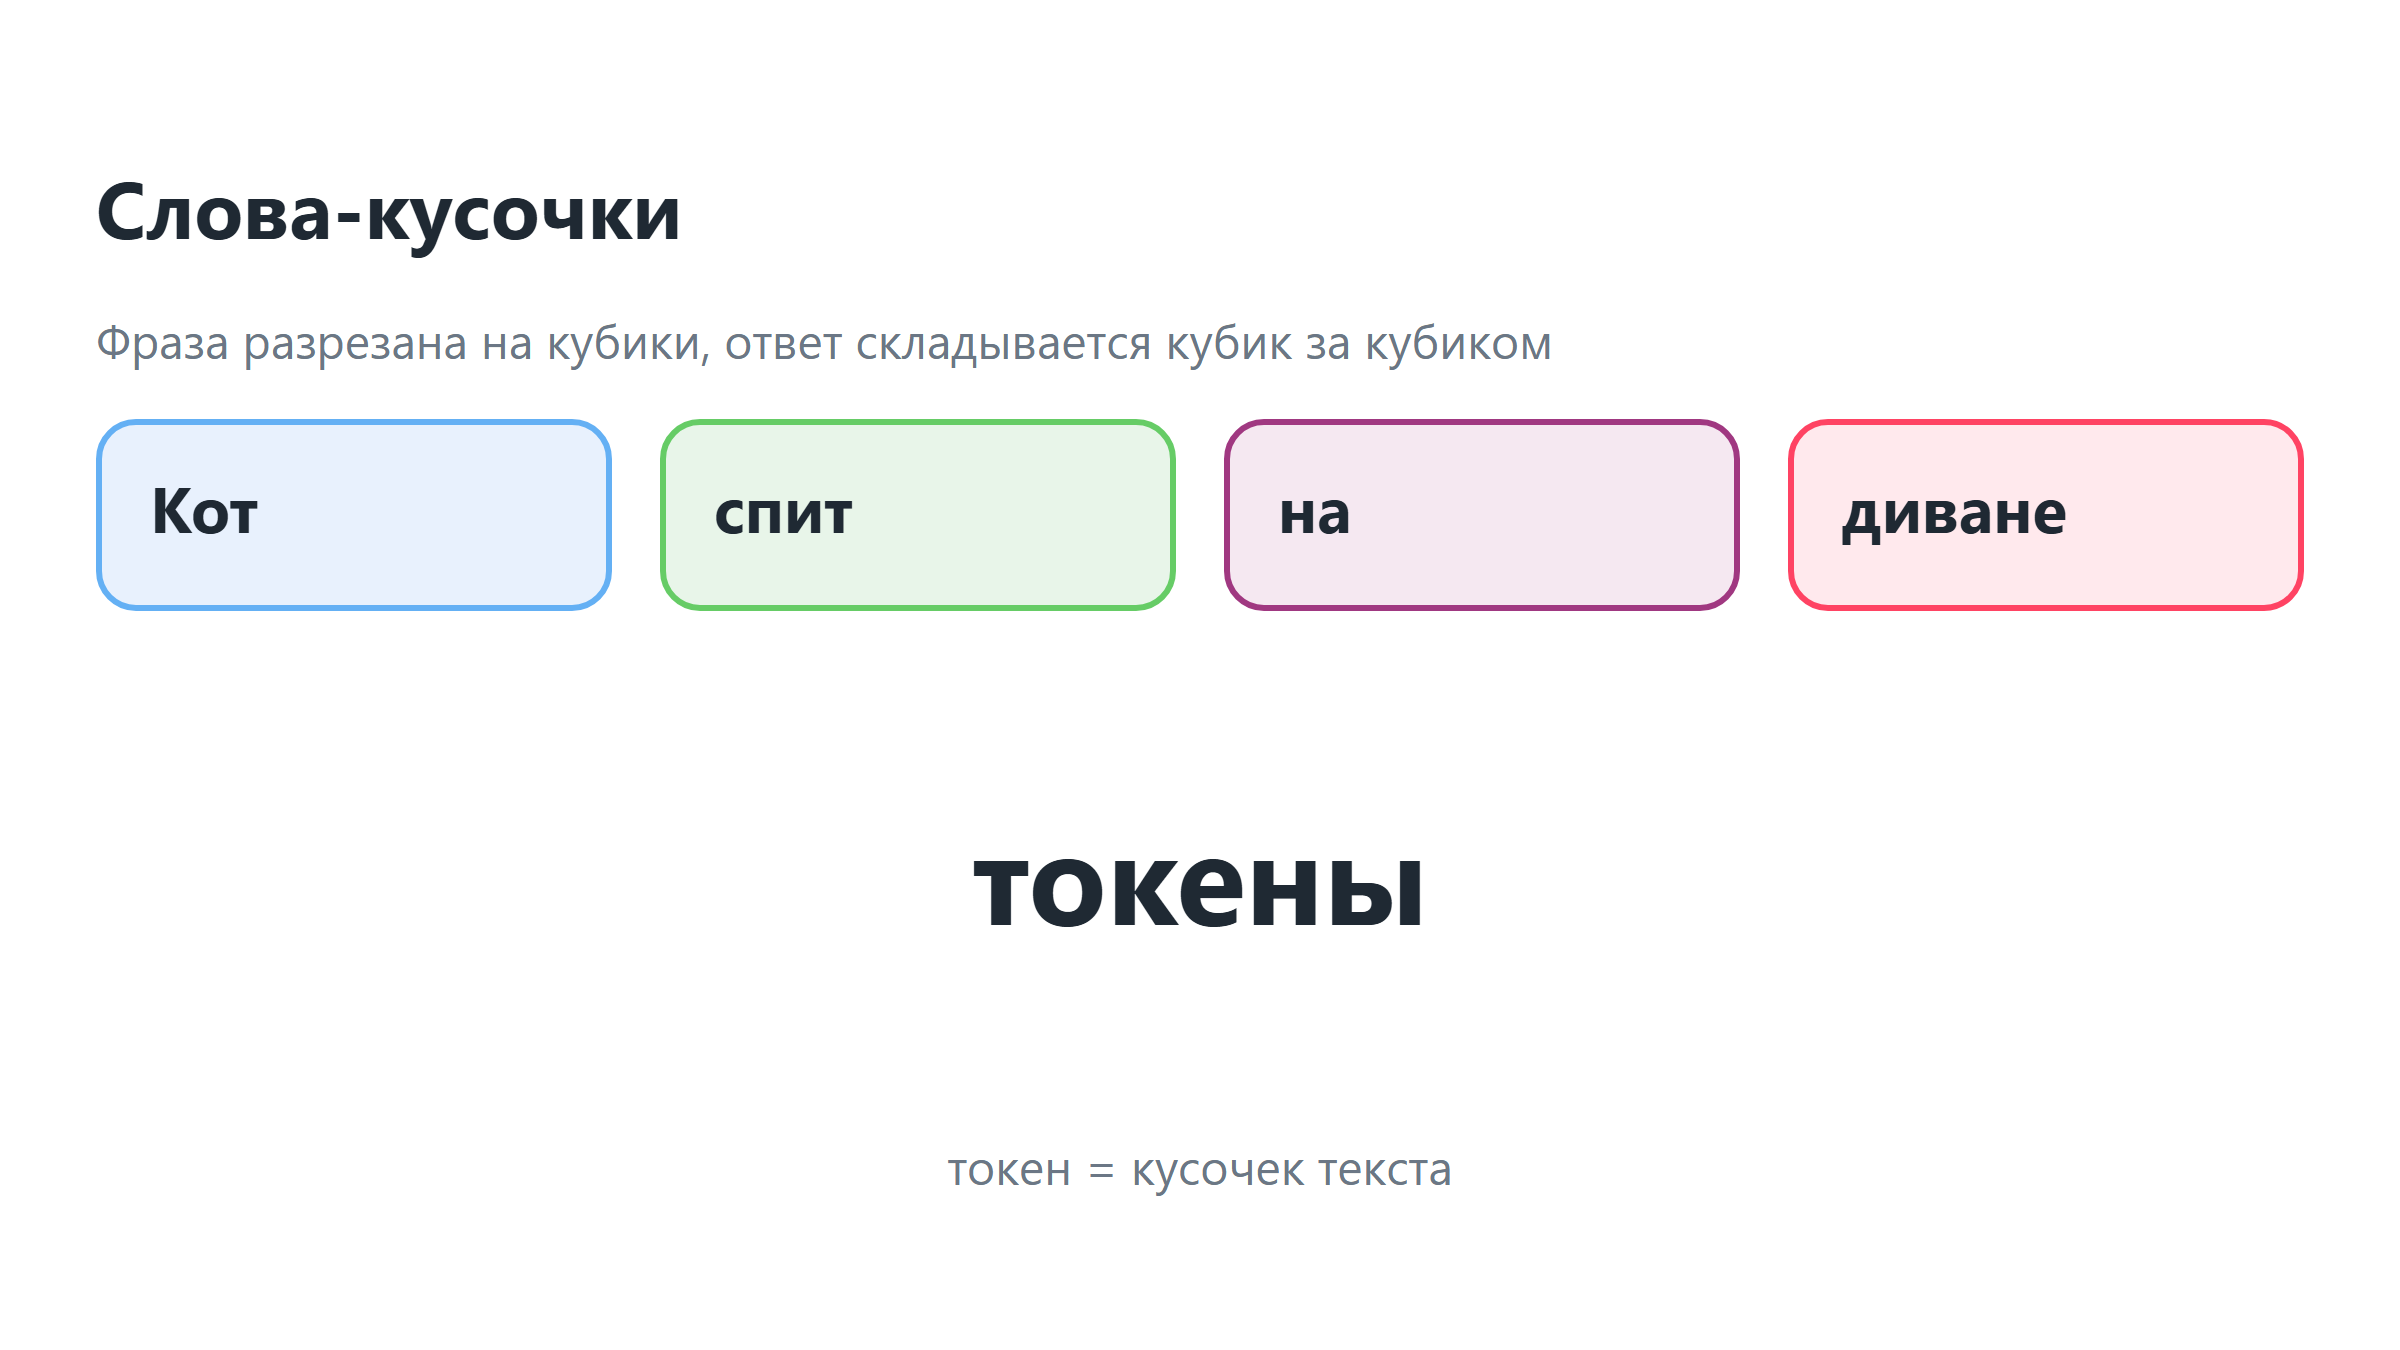 Слова-кусочки
Фраза разрезана на кубики, ответ складывается кубик за кубиком
Кот спит на диване
токены
токен = кусочек текста